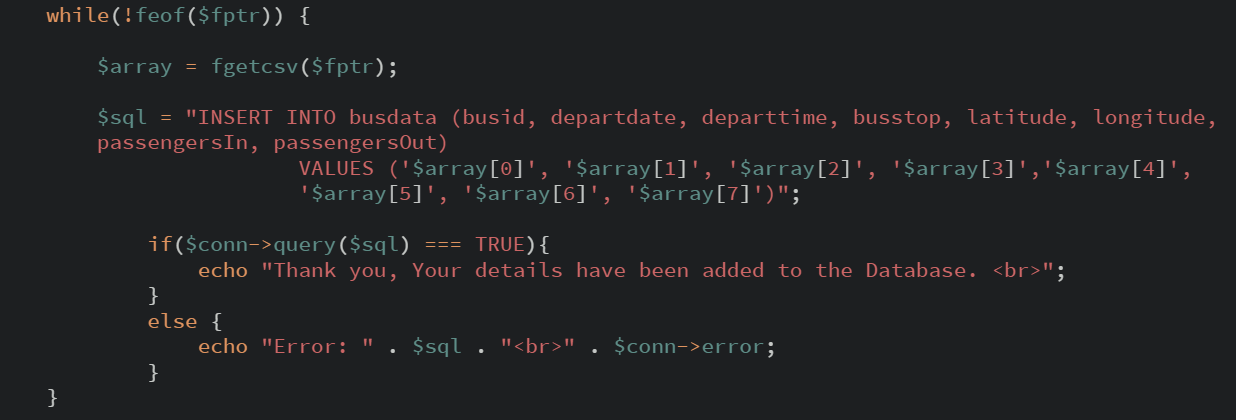 while(!feof($fptr)) {
$array = fgetcsv($fptr);
$sql = "INSERT INTO busdata (busid, departdate, departtime, busstop, latitude, longitude,
passengersIn, passengersOut)
VALUES ('$array[0]', '$array[1]', '$array[2]', '$array[3]','$array[4]',
'$array[5]', '$array[6]', '$array[7]')";
if($conn->query($sql) === TRUE){
echo "Thank you, Your details have been added to the Database. <br>";
}
else {
echo "Error: " . $sql . "<br>" . $conn->error;
}
}